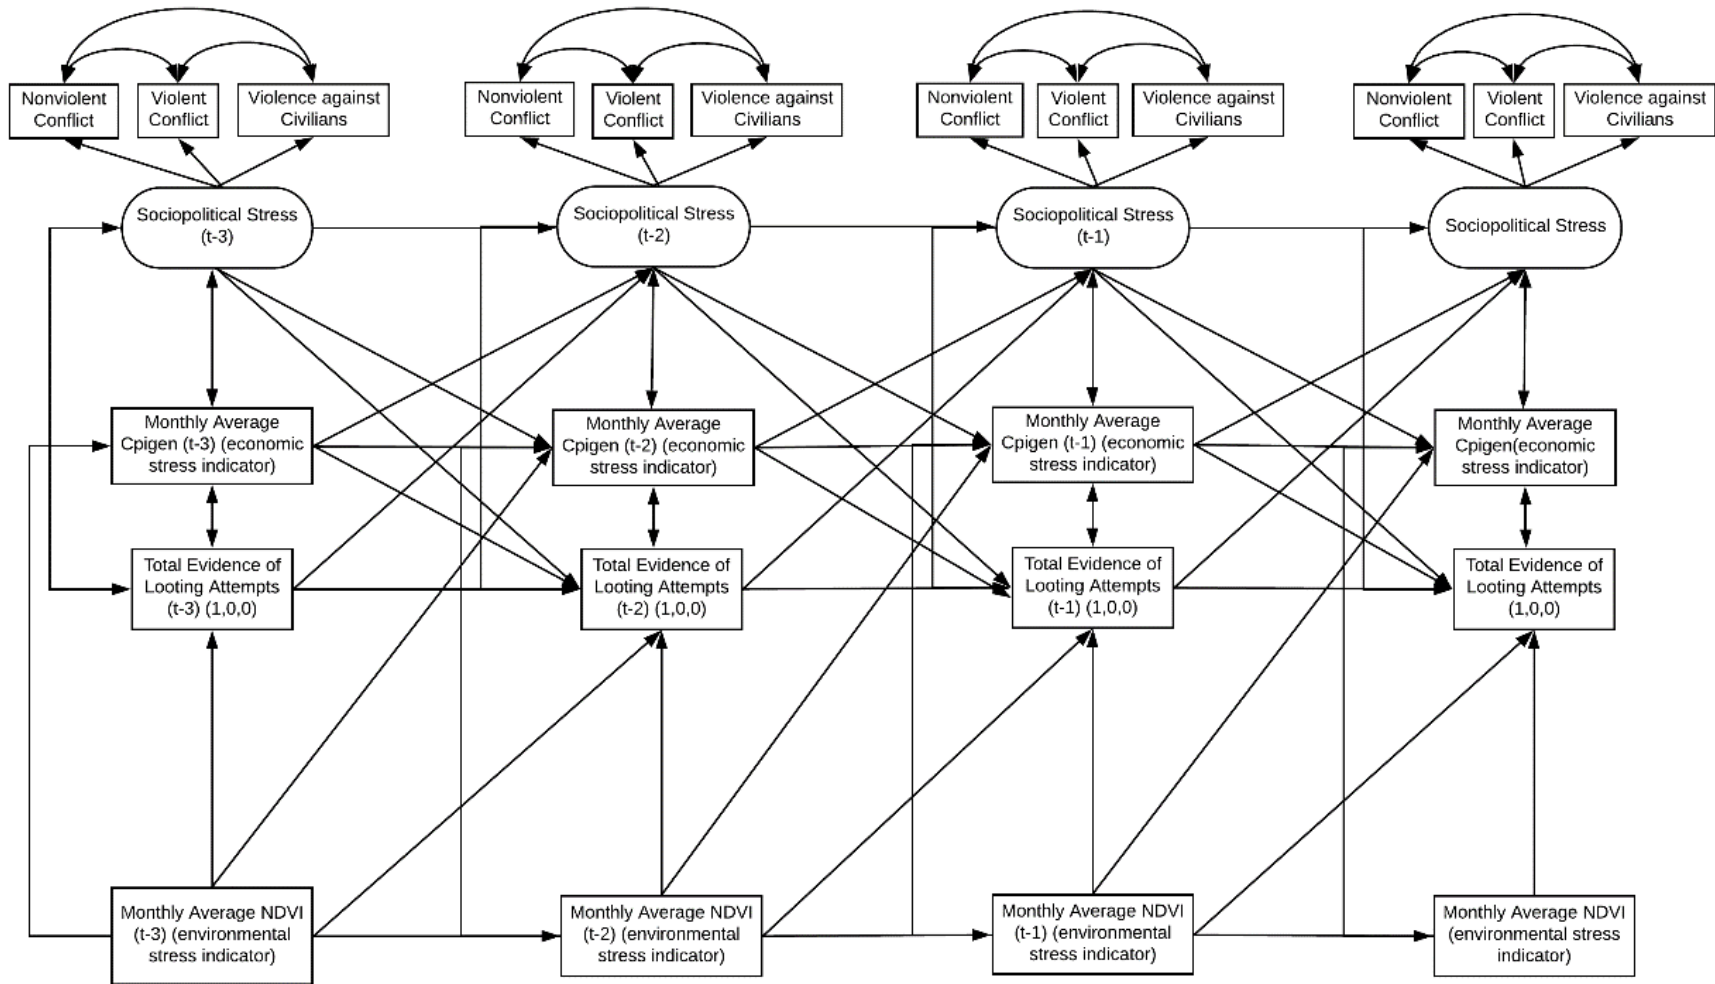 Nonviolent
Conflict
Violent
Conflict
Violence against
Civilians
Nonviolent
Conflict
Violent
Conflict
Violence against
Civilians
Nonviolent
Conflict
Violent
Conflict
Violence against
Civilians
Nonviolent
Conflict
Violent
Conflict
Violence against
Civilians
Sociopolitical Stress
(t-3)
Sociopolitical Stress
(t-2)
Sociopolitical Stress
(t-1)
Sociopolitical Stress
Monthly Average
Cpigen (t-3) (economic
stress indicator)
Monthly Average
Cpigen (t-2) (economic
stress indicator)
Monthly Average
Cpigen (t-1) (economic
stress indicator)
Monthly Average
Cpigen(economic
stress indicator)
Total Evidence of
Looting Attempts
(t-3) (1,0,0)
Total Evidence of
Looting Attempts
(t-2) (1,0,0)
Total Evidence of
Looting Attempts
(t-1) (1,0,0)
Total Evidence of
Looting Attempts
(1,0,0)
Monthly Average NDVI
(t-3) (environmental
stress indicator)
Monthly Average NDVI
(t-2) (environmental
stress indicator)
Monthly Average NDVI
(t-1) (environmental
stress indicator)
Monthly Average NDVI
(environmental stress
indicator)